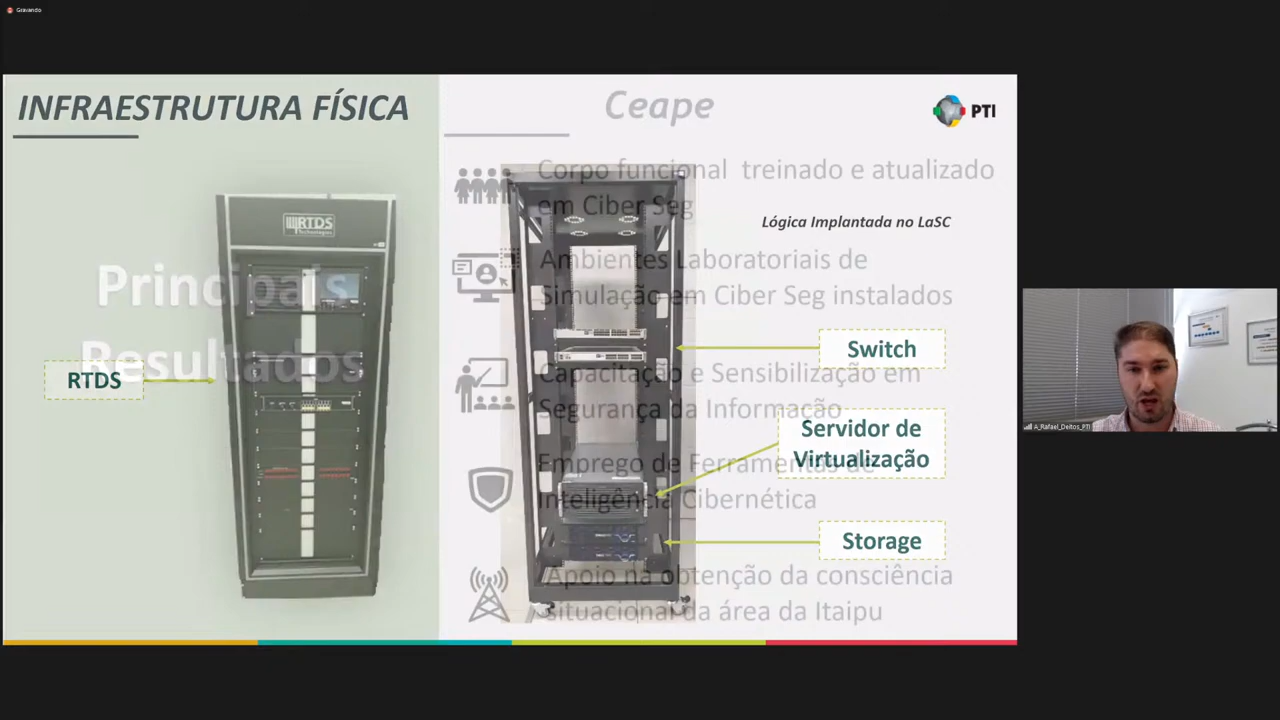 Gravando
INFRAESTRUTURA FÍSICA
Ceape
PTI
RTDS
Technologies
Principais
Resultados
RTDS
Corpo funcional treinado e atualizado
em Ciber Seg
Lógica Implantada no LaSC
Ambientes Laboratoriais de
Simulação em Ciber Seg instalados
Switch
Capacitação e Sensibilização em
Segurança da Informação
Servidor de
Virtualização
Emprego de Ferramentas de
Inteligência Cibernética
Storage
Apoio na obtenção da consciência
situacional da área da Itaipu
A_Rafael_Deitos_PTI